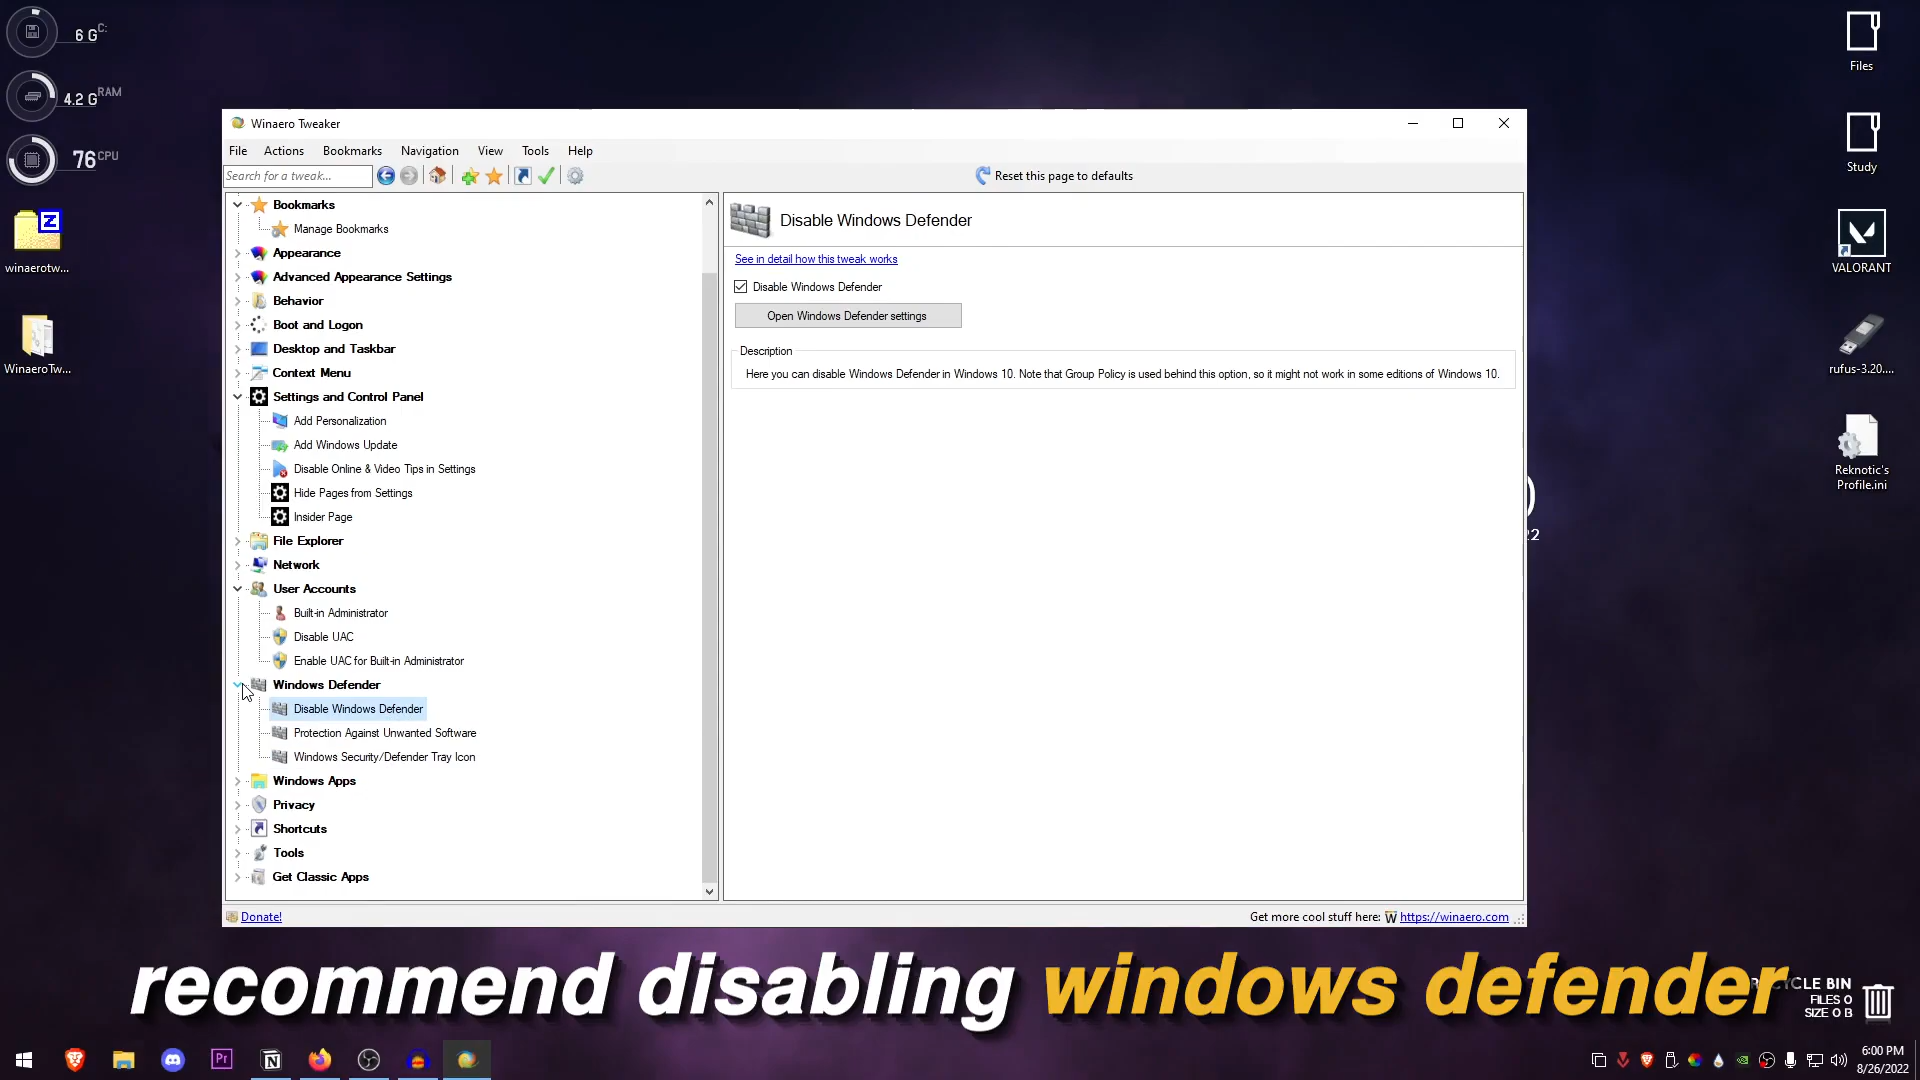 6 G C:
4.2 G RAM
76 CPU
winaerotw...
WinaeroTw...
Files
Study
VALORANT
rufus-3.20....
Reknotic's
Profile.ini
Winaero Tweaker
File Actions Bookmarks Navigation View Tools Help
Search for a tweak...
Reset this page to defaults
Bookmarks
Manage Bookmarks
Appearance
Advanced Appearance Settings
Behavior
Boot and Logon
Desktop and Taskbar
Context Menu
Settings and Control Panel
Add Personalization
Add Windows Update
Disable Online & Video Tips in Settings
Hide Pages from Settings
Insider Page
File Explorer
Network
User Accounts
Built-in Administrator
Disable UAC
Enable UAC for Built-in Administrator
Windows Defender
Disable Windows Defender
Protection Against Unwanted Software
Windows Security/Defender Tray Icon
Windows Apps
Privacy
Shortcuts
Tools
Get Classic Apps
Disable Windows Defender
See in detail how this tweak works
Disable Windows Defender
Open Windows Defender settings
Description
Here you can disable Windows Defender in Windows 10. Note that Group Policy is used behind this option, so it might not work in some editions of Windows 10.
Donate!
Get more cool stuff here: W https://winaero.com
recommend disabling windows defender
CLE BIN
FILES 0
SIZE 0 B
Pr
6:00 PM
8/26/2022